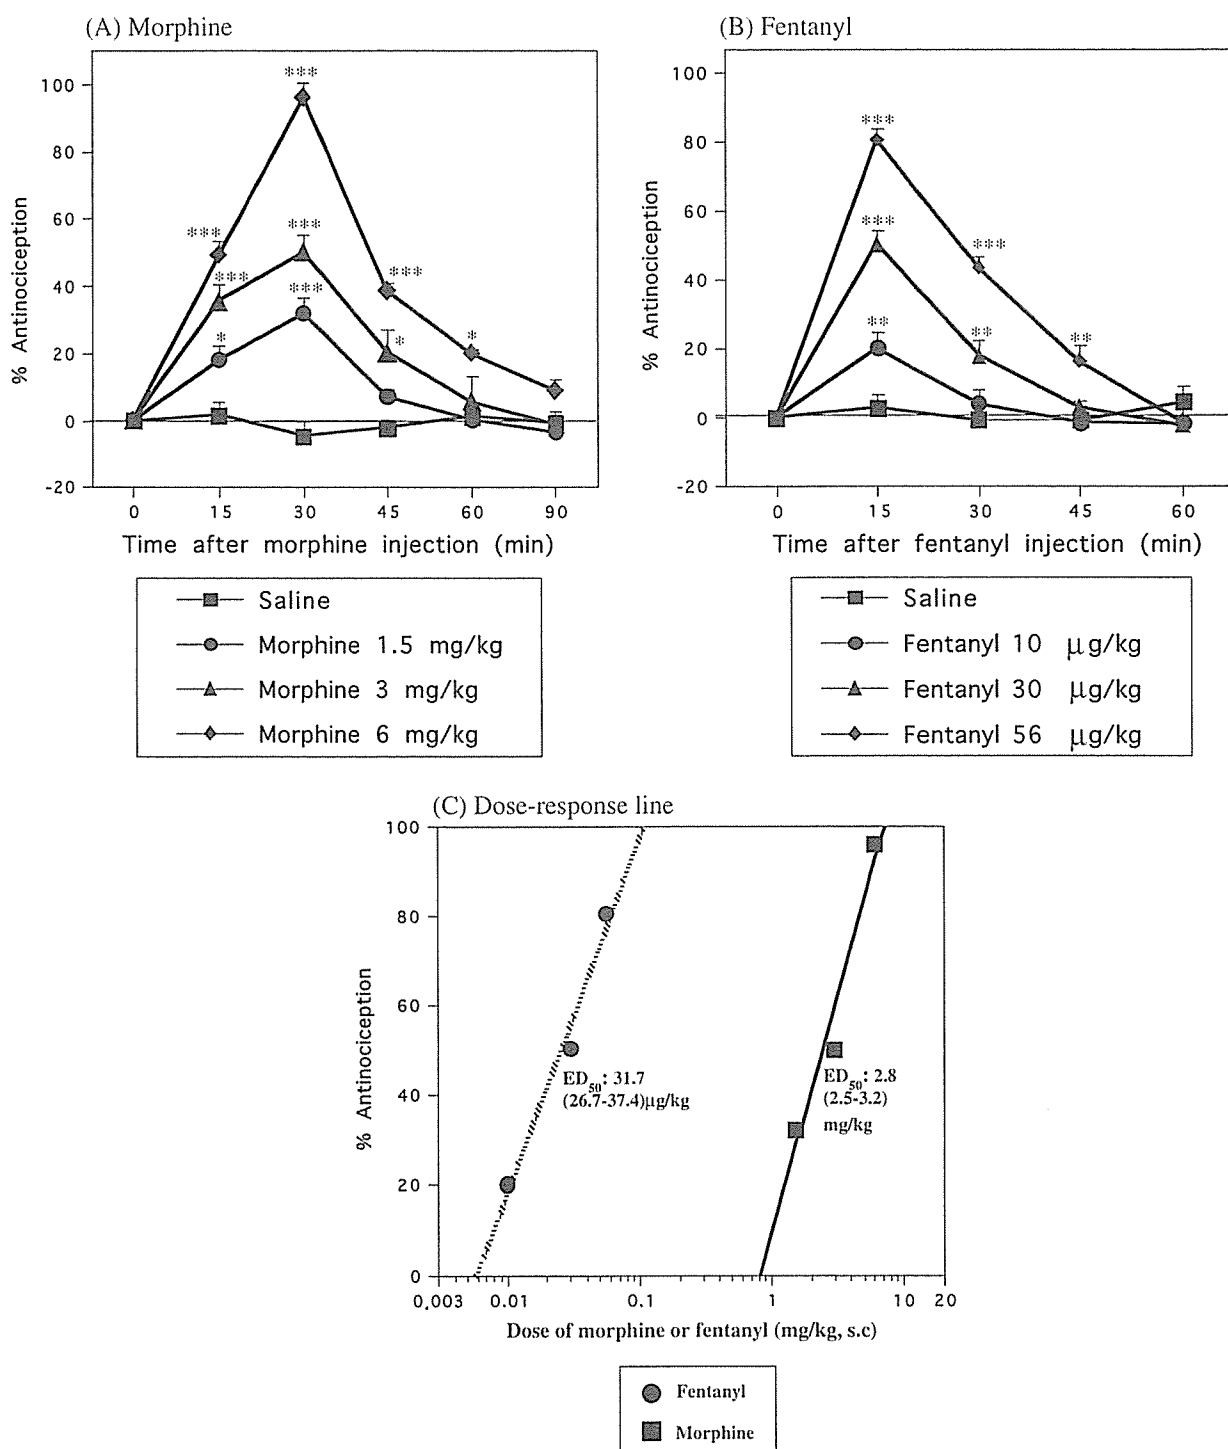 (A) Morphine
***
100
80
60
***
***
***
***
***
40
*
*
*
20
0
-20
% Antinociception
0 15 30 45 60 90
Time after morphine injection (min)
Saline
Morphine 1.5 mg/kg
Morphine 3 mg/kg
Morphine 6 mg/kg
(B) Fentanyl
100
***
80
60
***
***
40
**
**
**
20
0
-20
% Antinociception
0 15 30 45 60
Time after fentanyl injection (min)
Saline
Fentanyl 10 μg/kg
Fentanyl 30 μg/kg
Fentanyl 56 μg/kg
(C) Dose-response line
100
80
60
40
20
0
% Antinociception
ED50: 31.7
(26.7-37.4)μg/kg
ED50: 2.8
(2.5-3.2)
mg/kg
0.003 0.01 0.1 1 10 20
Dose of morphine or fentanyl (mg/kg, s.c)
Fentanyl
Morphine